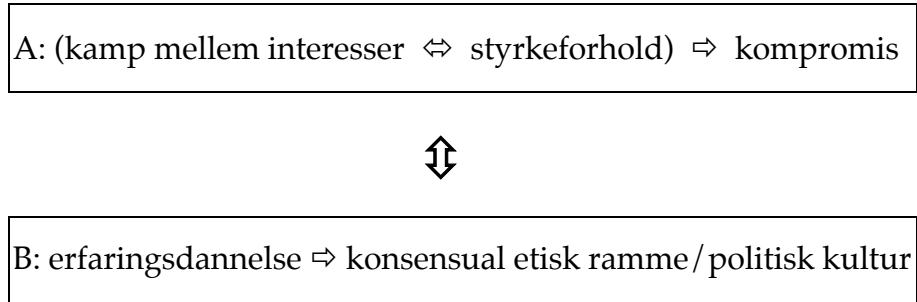 A: (kamp mellem interesser ⇔ styrkeforhold) ⇨ kompromis
⇕
B: erfaringsdannelse ⇨ konsensual etisk ramme/politisk kultur